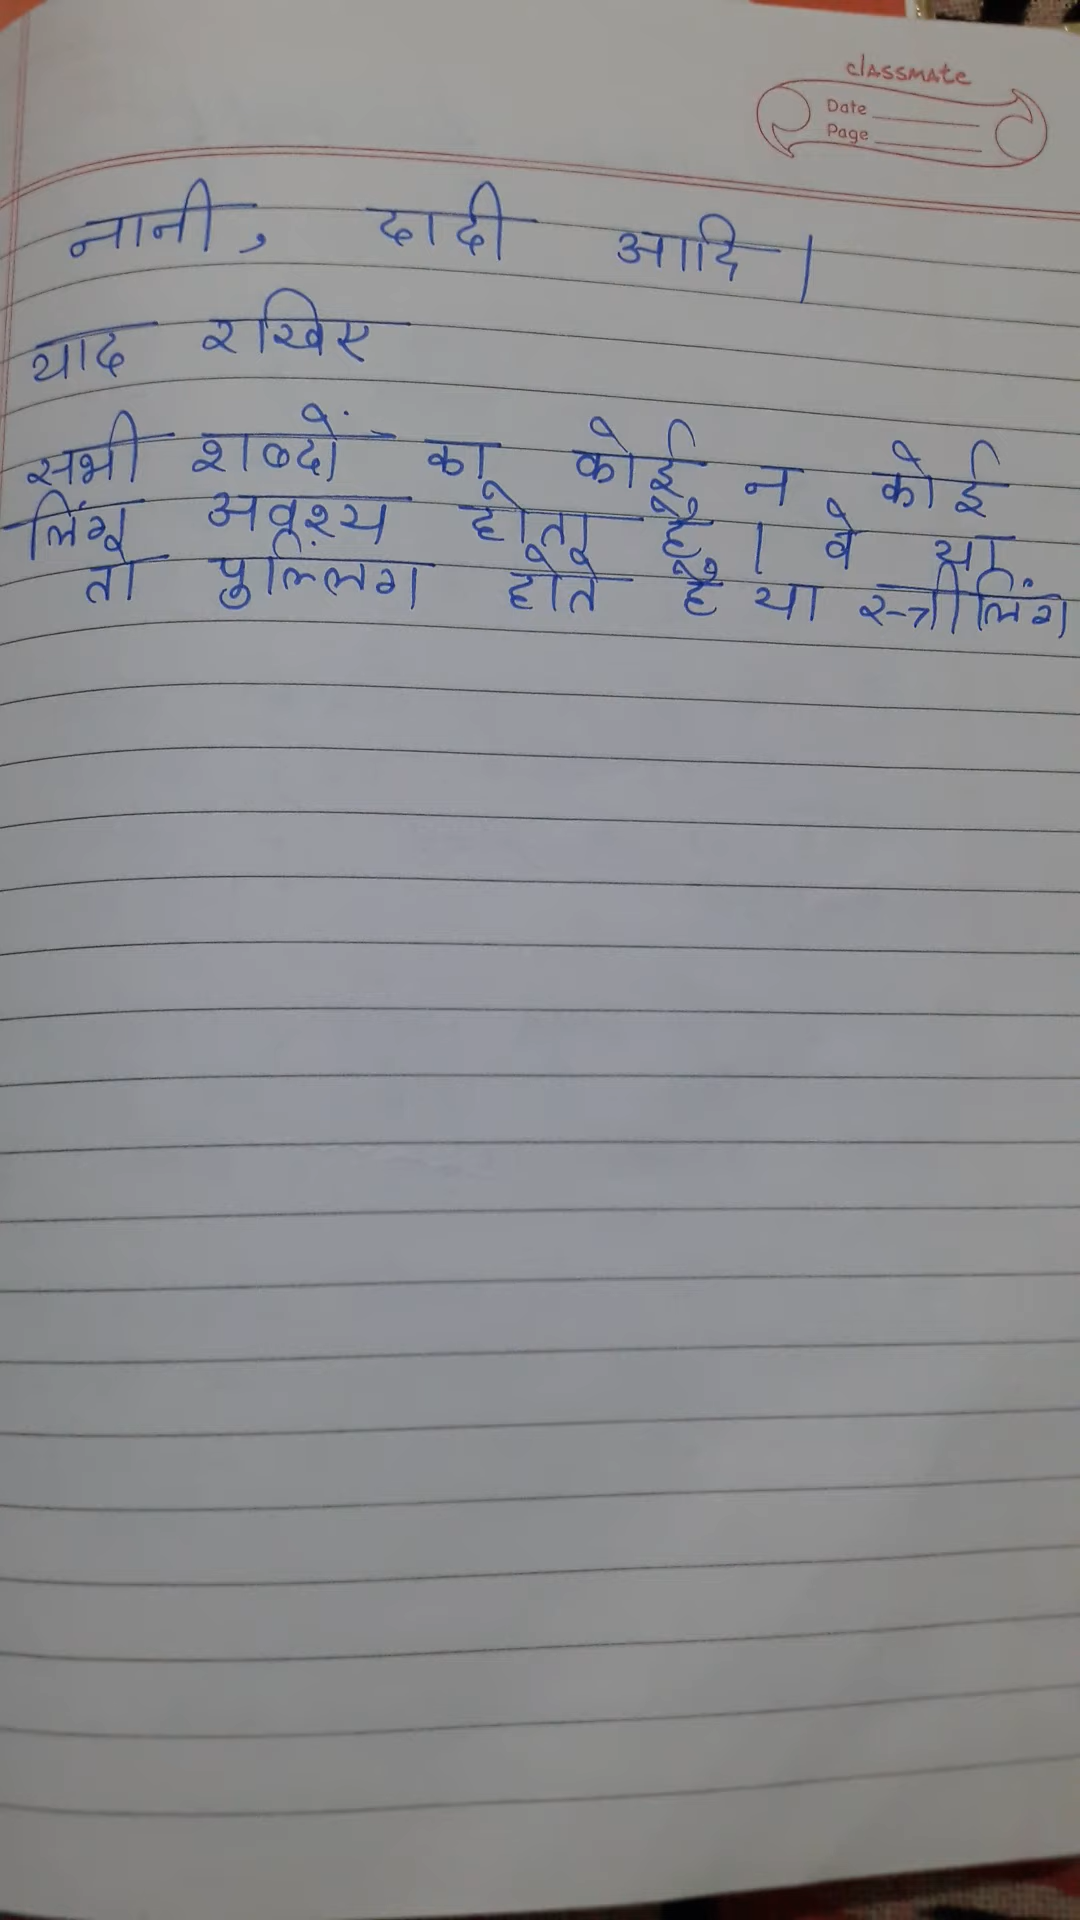 classmate
Date
Page
नानी, दादी आदि।
याद रखिए
सभी शब्दों का कोई न कोई
लिंग अवश्य होता है। वे या
तो पुल्लिग होते है या स्त्रीलिंग